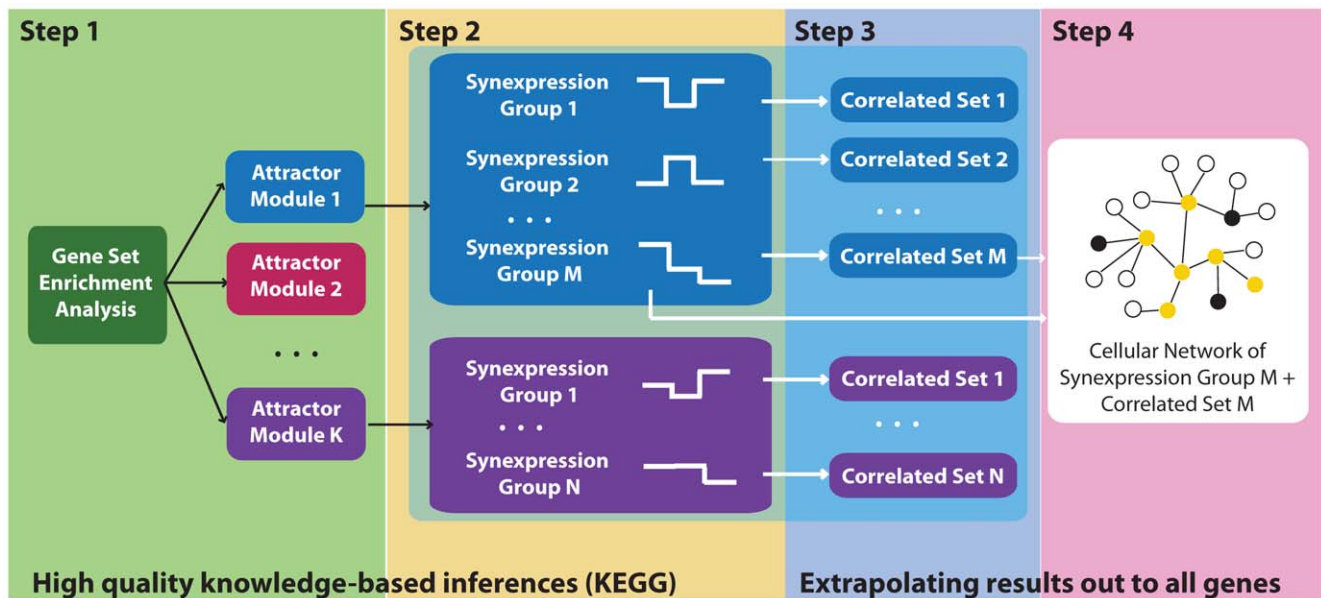 Step 1
Step 2
Step 3
Step 4
Gene Set
Enrichment
Analysis
Attractor
Module 1
Attractor
Module 2
. . .
Attractor
Module K
Synexpression
Group 1
Synexpression
Group 2
. . .
Synexpression
Group M
Synexpression
Group 1
. . .
Synexpression
Group N
Correlated Set 1
Correlated Set 2
. . .
Correlated Set M
Correlated Set 1
. . .
Correlated Set N
Cellular Network of
Synexpression Group M +
Correlated Set M
High quality knowledge-based inferences (KEGG)
Extrapolating results out to all genes